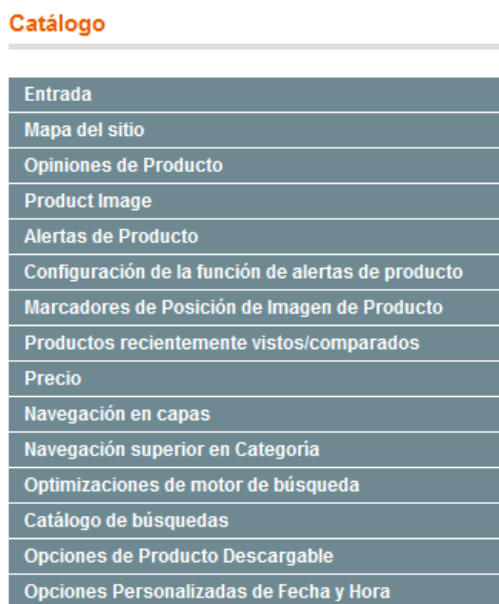 Catálogo
Entrada
Mapa del sitio
Opiniones de Producto
Product Image
Alertas de Producto
Configuración de la función de alertas de producto
Marcadores de Posición de Imagen de Producto
Productos recientemente vistos/comparados
Precio
Navegación en capas
Navegación superior en Categoría
Optimizaciones de motor de búsqueda
Catálogo de búsquedas
Opciones de Producto Descargable
Opciones Personalizadas de Fecha y Hora